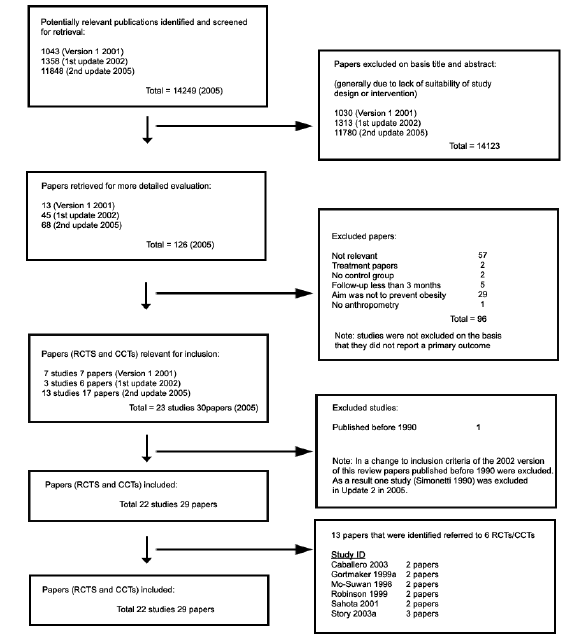 Potentially relevant publications identified and screened
for retrieval:
1043 (Version 1 2001)
1358 (1st update 2002)
11848 (2nd update 2005)
Total = 14249 (2005)
Papers excluded on basis title and abstract:
(generally due to lack of suitability of study
design or intervention)
1030 (Version 1 2001)
1313 (1st update 2002)
11780 (2nd update 2005)
Total = 14123
Papers retrieved for more detailed evaluation:
13 (Version 1 2001)
45 (1st update 2002)
68 (2nd update 2005)
Total = 126 (2005)
Excluded papers:
Not relevant 57
Treatment papers 2
No control group 2
Follow-up less than 3 months 5
Aim was not to prevent obesity 29
No anthropometry 1
Total = 96
Note: studies were not excluded on the basis
that they did not report a primary outcome
Papers (RCTS and CCTs) relevant for inclusion:
7 studies 7 papers (Version 1 2001)
3 studies 6 papers (1st update 2002)
13 studies 17 papers (2nd update 2005)
Total = 23 studies 30papers (2005)
Excluded studies:
Published before 1990 1
Note: In a change to inclusion criteria of the 2002 version
of this review papers published before 1990 were excluded.
As a result one study (Simonetti 1990) was excluded
in Update 2 in 2005.
Papers (RCTS and CCTs) included:
Total 22 studies 29 papers
13 papers that were identified referred to 6 RCTs/CCTs
Study ID
Caballero 2003 2 papers
Gortmaker 1999a 2 papers
Mo-Suwan 1998 2 papers
Robinson 1999 2 papers
Sahota 2001 2 papers
Story 2003a 3 papers
Papers (RCTS and CCTs) included:
Total 22 studies 29 papers